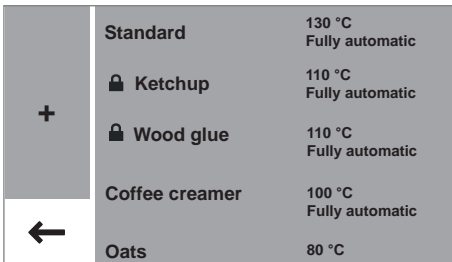 +
Standard
130 °C
Fully automatic
Ketchup
110 °C
Fully automatic
Wood glue
110 °C
Fully automatic
Coffee creamer
100 °C
Fully automatic
Oats
80 °C